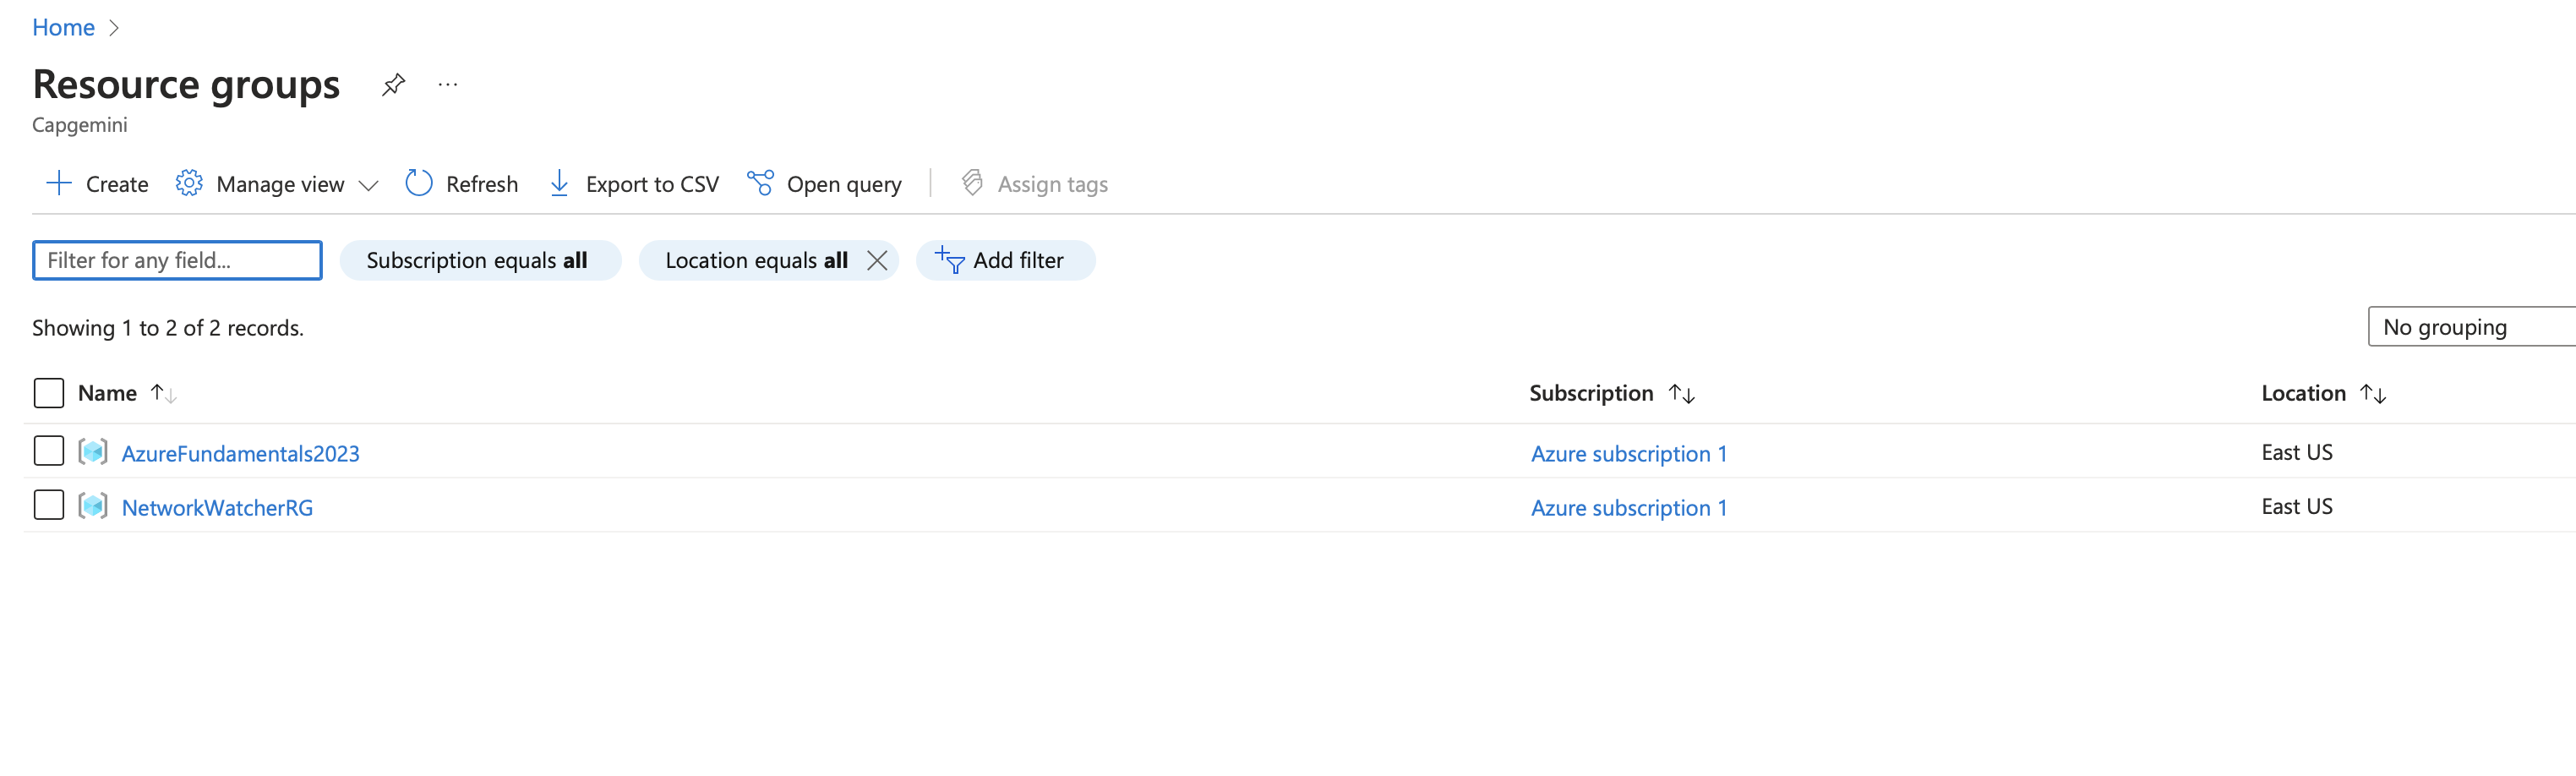 Home
Resource groups
Capgemini
Create Manage view Refresh Export to CSV Open query Assign tags
Filter for any field... Subscription equals all Location equals all Add filter
Showing 1 to 2 of 2 records. No grouping
Name Subscription Location
AzureFundamentals2023 Azure subscription 1 East US
NetworkWatcherRG Azure subscription 1 East US